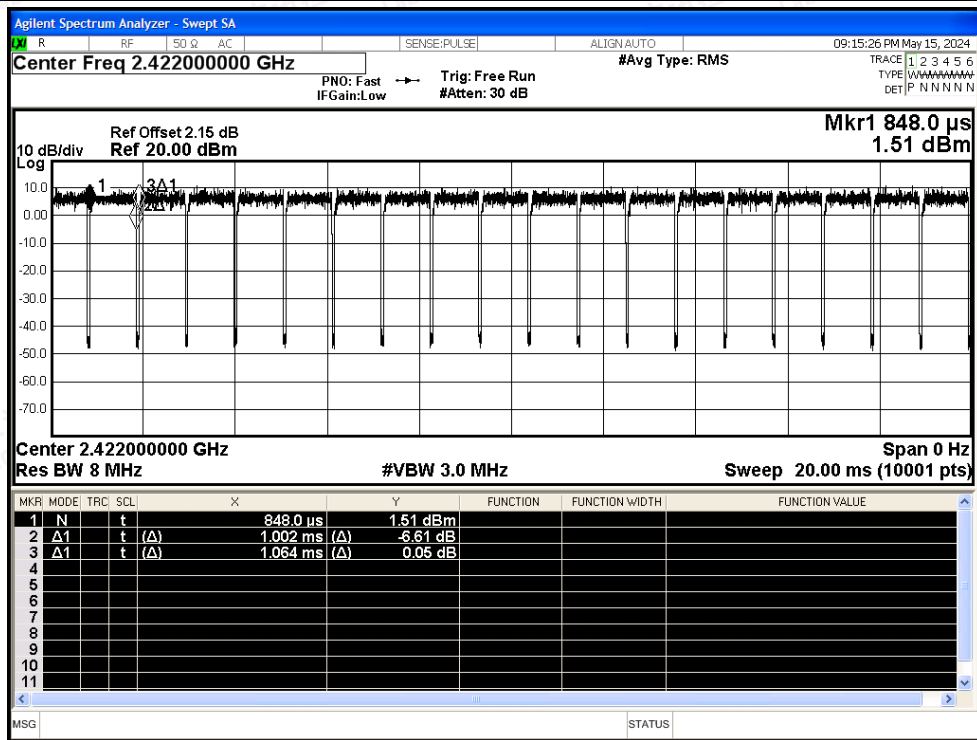 Agilent Spectrum Analyzer - Swept SA
LXI R RF 50 Ω AC SENSE:PULSE ALIGN AUTO 09:15:26 PM May 15, 2024
Center Freq 2.422000000 GHz
PNO: Fast
IFGain:Low
Trig: Free Run
#Atten: 30 dB
#Avg Type: RMS
TRACE 1 2 3 4 5 6
TYPE W
DET P N N N N N
Mkr1 848.0 µs
1.51 dBm
Ref Offset 2.15 dB
10 dB/div Ref 20.00 dBm
Log
10.0
0.00
-10.0
-20.0
-30.0
-40.0
-50.0
-60.0
-70.0
1
3Δ1
2Δ1
Center 2.422000000 GHz Span 0 Hz
Res BW 8 MHz #VBW 3.0 MHz Sweep 20.00 ms (10001 pts)
MKR MODE TRC SCL X Y FUNCTION FUNCTION WIDTH FUNCTION VALUE
1 N t 848.0 µs 1.51 dBm
2 Δ1 t (Δ) 1.002 ms (Δ) -6.61 dB
3 Δ1 t (Δ) 1.064 ms (Δ) 0.05 dB
4
5
6
7
8
9
10
11
MSG STATUS